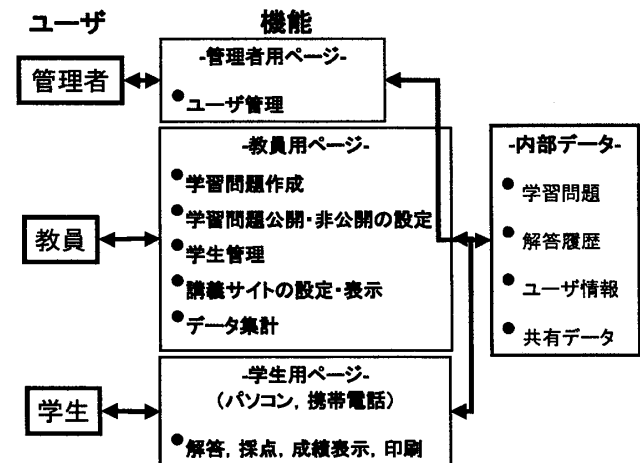 ユーザ
機能
管理者
-管理者用ページ-
●ユーザ管理
教員
-教員用ページ-
●学習問題作成
●学習問題公開・非公開の設定
●学生管理
●講義サイトの設定・表示
●データ集計
学生
-学生用ページ-
(パソコン, 携帯電話)
●解答, 採点, 成績表示, 印刷
-内部データ-
●学習問題
●解答履歴
●ユーザ情報
●共有データ